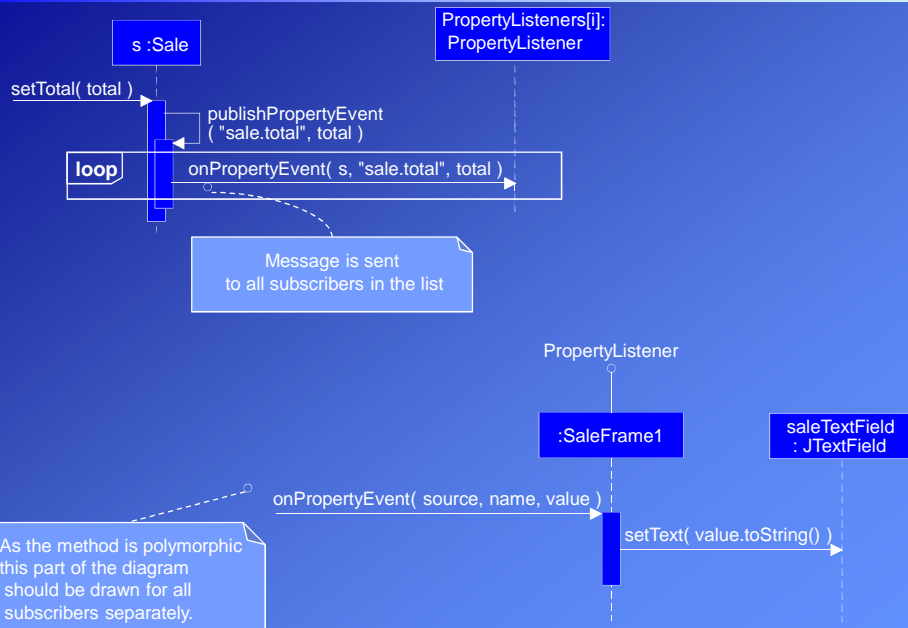 s :Sale
PropertyListeners[i]:
PropertyListener
setTotal( total )
publishPropertyEvent
( "sale.total", total )
loop
onPropertyEvent( s, "sale.total", total )
Message is sent
to all subscribers in the list
PropertyListener
:SaleFrame1
saleTextField
: JTextField
onPropertyEvent( source, name, value )
setText( value.toString() )
As the method is polymorphic
this part of the diagram
should be drawn for all
subscribers separately.